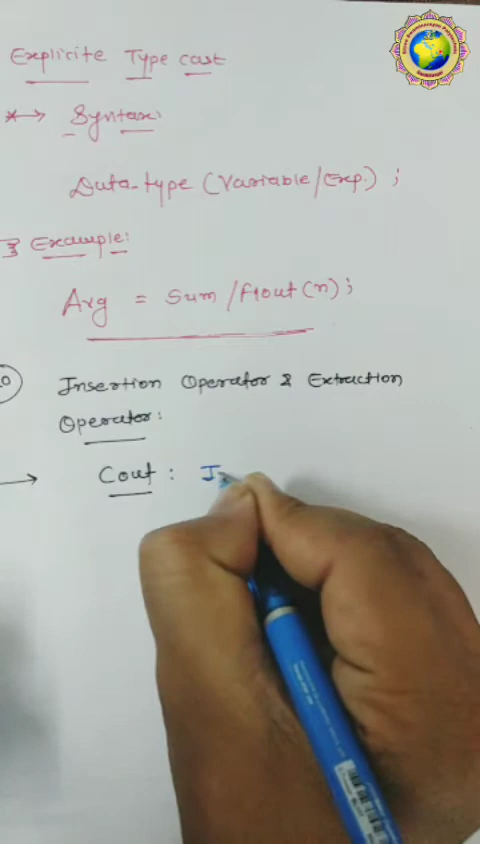 Explicite Type cast
* → Syntax:
Data-type (Variable/Exp.) ;
Example:
Avg = Sum / float(n);
Insertion Operator & Extraction
Operator:
→ Cout : I